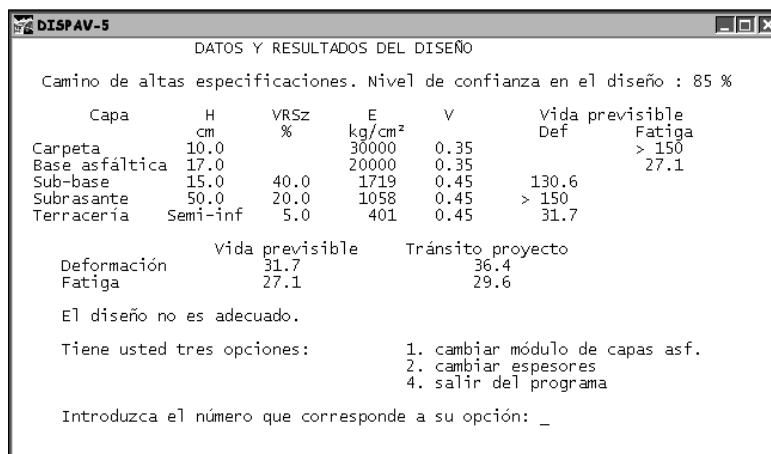 DISPAV-5
DATOS Y RESULTADOS DEL DISEÑO
Camino de altas especificaciones. Nivel de confianza en el diseño : 85 %
Capa H VRSz E V Vida previsible
cm % kg/cm² Def Fatiga
Carpeta 10.0 30000 0.35 > 150
Base asfáltica 17.0 20000 0.35 27.1
Sub-base 15.0 40.0 1719 0.45 130.6
Subrasante 50.0 20.0 1058 0.45 > 150
Terracería Semi-inf 5.0 401 0.45 31.7
Vida previsible Tránsito proyecto
Deformación 31.7 36.4
Fatiga 27.1 29.6
El diseño no es adecuado.
Tiene usted tres opciones: 1. cambiar módulo de capas asf.
2. cambiar espesores
4. salir del programa
Introduzca el número que corresponde a su opción: _